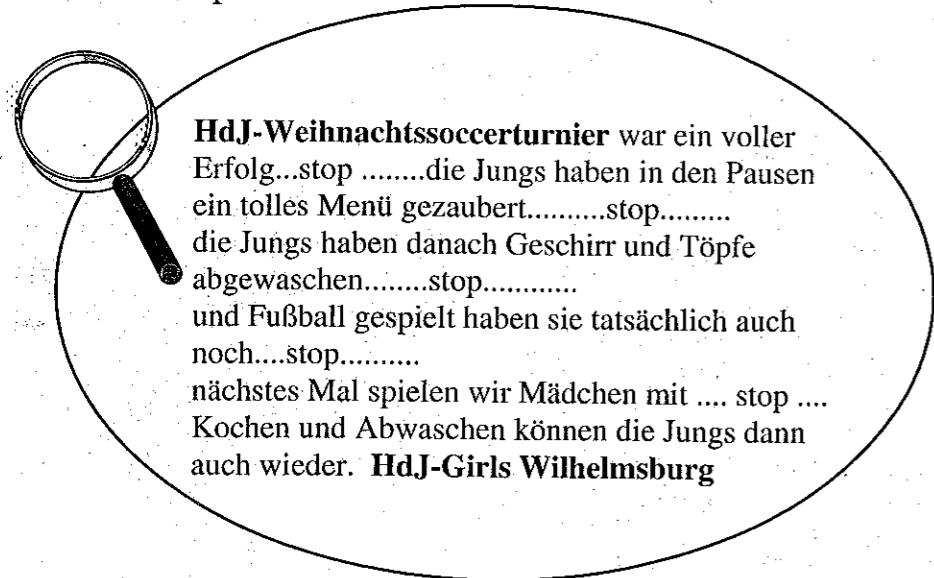 HdJ-Weihnachtssoccerturnier war ein voller
Erfolg...stop ........die Jungs haben in den Pausen
ein tolles Menü gezaubert..........stop.........
die Jungs haben danach Geschirr und Töpfe
abgewaschen........stop............
und Fußball gespielt haben sie tatsächlich auch
noch....stop..........
nächstes Mal spielen wir Mädchen mit .... stop ....
Kochen und Abwaschen können die Jungs dann
auch wieder. HdJ-Girls Wilhelmsburg